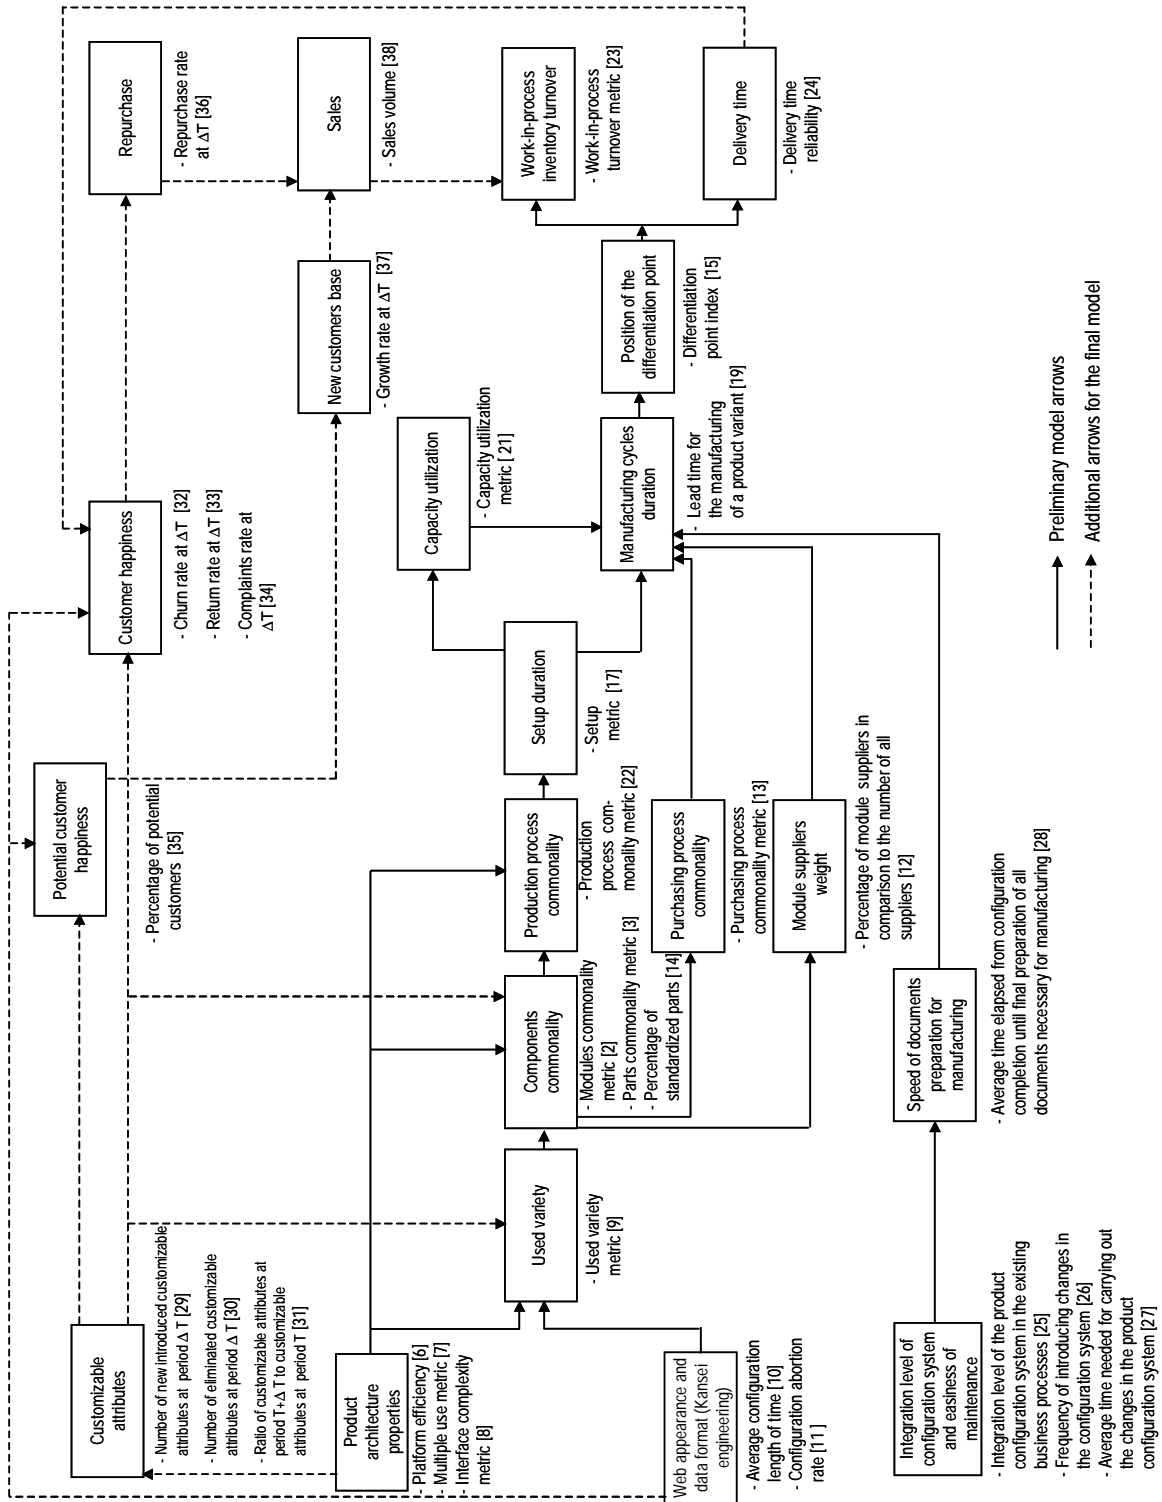 Customizable
attributes
- Number of new introduced customizable
attributes at period Δ T [29]
- Number of eliminated customizable
attributes at period Δ T [30]
- Ratio of customizable attributes at
period T+Δ T to customizable
attributes at period T [31]
Potential customer
happiness
- Percentage of potential
customers [35]
Customer happiness
- Churn rate at ΔT [32]
- Return rate at ΔT [33]
- Complaints rate at
ΔT [34]
Repurchase
- Repurchase rate
at ΔT [36]
New customers base
- Growth rate at ΔT [37]
Sales
- Sales volume [38]
Product
architecture
properties
- Platform efficiency [6]
- Multiple use metric [7]
- Interface complexity
metric [8]
Used variety
- Used variety
metric [9]
Components
commonality
- Modules commonality
metric [2]
- Parts commonality metric [3]
- Percentage of
standardized parts [14]
Production process
commonality
- Production
process com-
monality metric [22]
Setup duration
- Setup
metric [17]
Capacity utilization
- Capacity utilization
metric [ 21]
Manufacturing cycles
duration
- Lead time for
the manufacturing
of a product variant [19]
Position of the
differentiation point
- Differentiation
point index [15]
Work-in-process
inventory turnover
- Work-in-process
turnover metric [23]
Delivery time
- Delivery time
reliability [24]
Web appearance and
data format (Kansei
engineering)
- Average configuration
length of time [10]
- Configuration abortion
rate [11 ]
Purchasing process
commonality
- Purchasing process
commonality metric [13]
Module suppliers
weight
- Percentage of module suppliers in
comparison to the number of all
suppliers [12]
Integration level of
configuration system
and easiness of
maintenance
- Integration level of the product
configuration system in the existing
business processes [25]
- Frequency of introducing changes in
the configuration system [26]
- Average time needed for carrying out
the changes in the product
configuration system [27]
Speed of documents
preparation for
manufacturing
- Average time elapsed from configuration
completion until final preparation of all
documents necessary for manufacturing [28]
Preliminary model arrows
Additional arrows for the final model